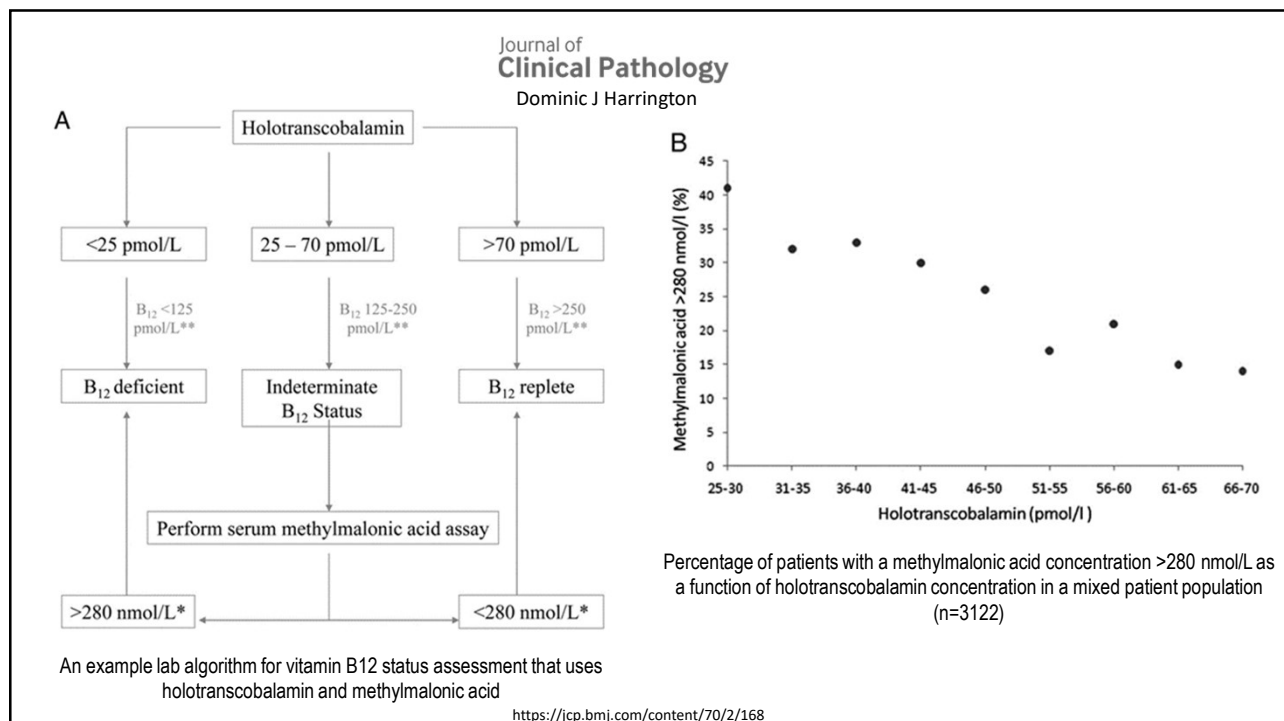 Journal of
Clinical Pathology
Dominic J Harrington
A
Holotranscobalamin
<25 pmol/L
25 – 70 pmol/L
>70 pmol/L
B₁₂ <125
pmol/L**
B₁₂ 125-250
pmol/L**
B₁₂ >250
pmol/L**
B₁₂ deficient
Indeterminate
B₁₂ Status
B₁₂ replete
Perform serum methylmalonic acid assay
>280 nmol/L*
<280 nmol/L*
An example lab algorithm for vitamin B12 status assessment that uses
holotranscobalamin and methylmalonic acid
B
Methylmalonic acid >280 nmol/l (%)
45
40
35
30
25
20
15
10
5
0
25-30 31-35 36-40 41-45 46-50 51-55 56-60 61-65 66-70
Holotranscobalamin (pmol/l )
Percentage of patients with a methylmalonic acid concentration >280 nmol/L as
a function of holotranscobalamin concentration in a mixed patient population
(n=3122)
https://jcp.bmj.com/content/70/2/168